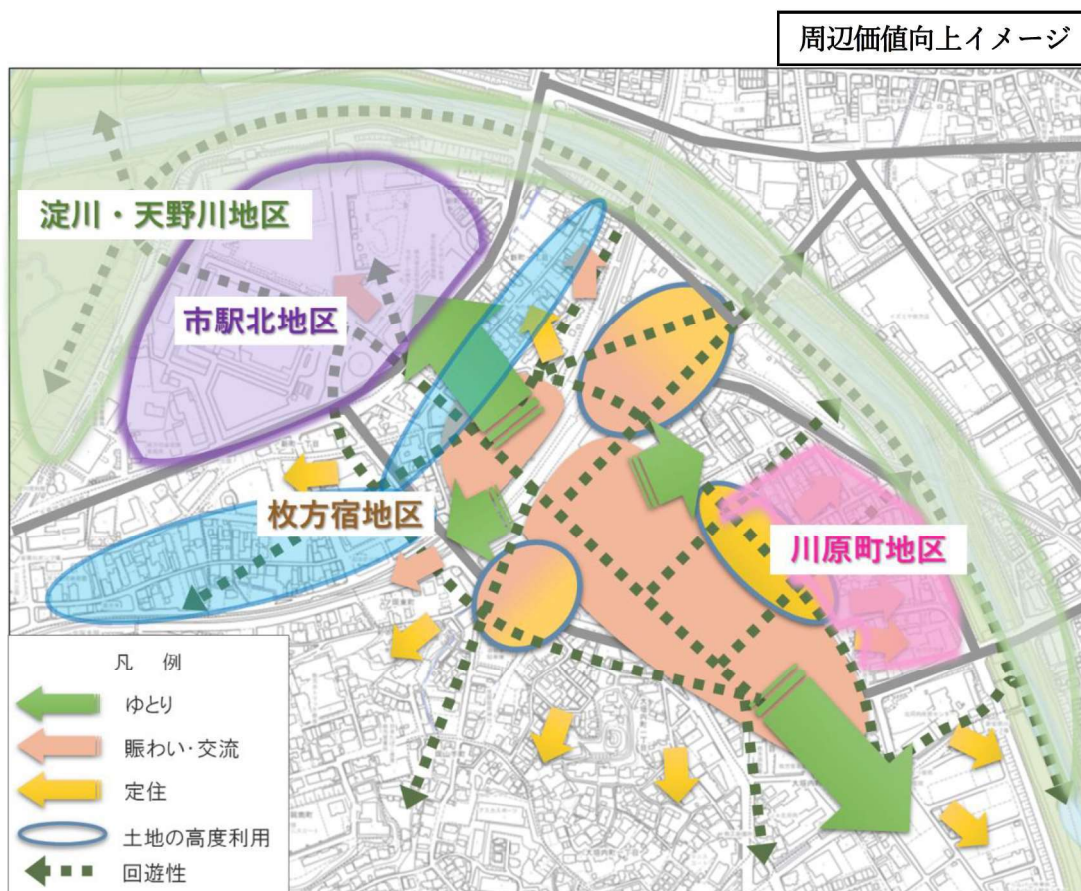 周辺価値向上イメージ
淀川・天野川地区
市駅北地区
枚方宿地区
川原町地区
凡 例
ゆとり
賑わい・交流
定住
土地の高度利用
回遊性